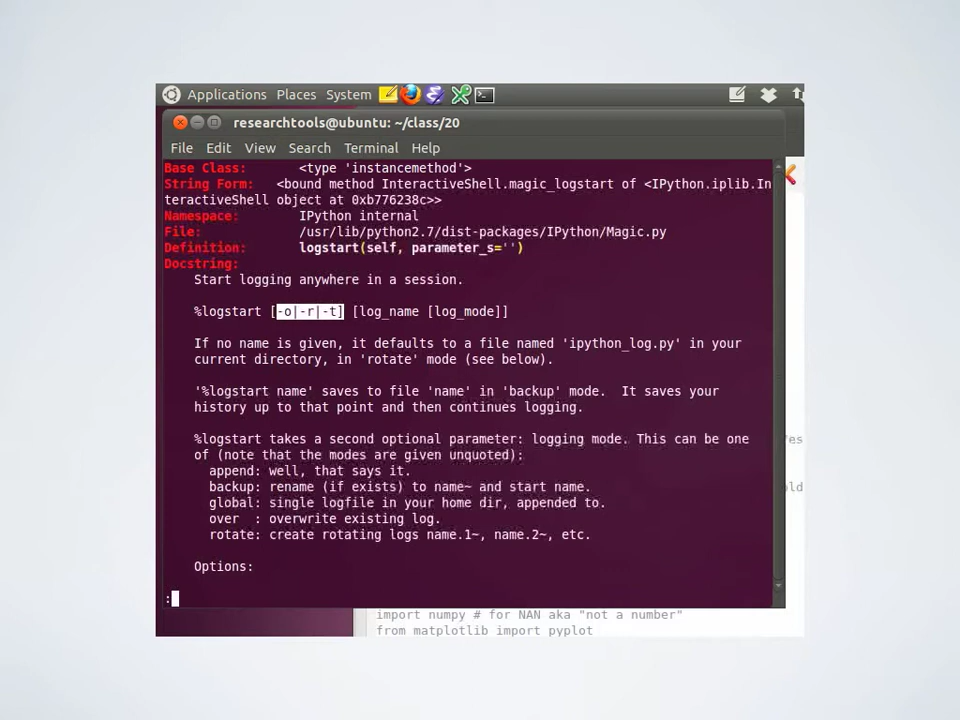 Applications Places System
researchtools@ubuntu: ~/class/20
File Edit View Search Terminal Help
Base Class: <type 'instancemethod'>
String Form: <bound method InteractiveShell.magic_logstart of <IPython.iplib.In
teractiveShell object at 0xb776238c>>
Namespace: IPython internal
File: /usr/lib/python2.7/dist-packages/IPython/Magic.py
Definition: logstart(self, parameter_s='')
Docstring:
Start logging anywhere in a session.
%logstart [-o|-r|-t] [log_name [log_mode]]
If no name is given, it defaults to a file named 'ipython_log.py' in your
current directory, in 'rotate' mode (see below).
'%logstart name' saves to file 'name' in 'backup' mode.  It saves your
history up to that point and then continues logging.
%logstart takes a second optional parameter: logging mode. This can be one
of (note that the modes are given unquoted):
append: well, that says it.
backup: rename (if exists) to name~ and start name.
global: single logfile in your home dir, appended to.
over  : overwrite existing log.
rotate: create rotating logs name.1~, name.2~, etc.
Options:
:
import numpy # for NAN aka "not a number"
from matplotlib import pyplot